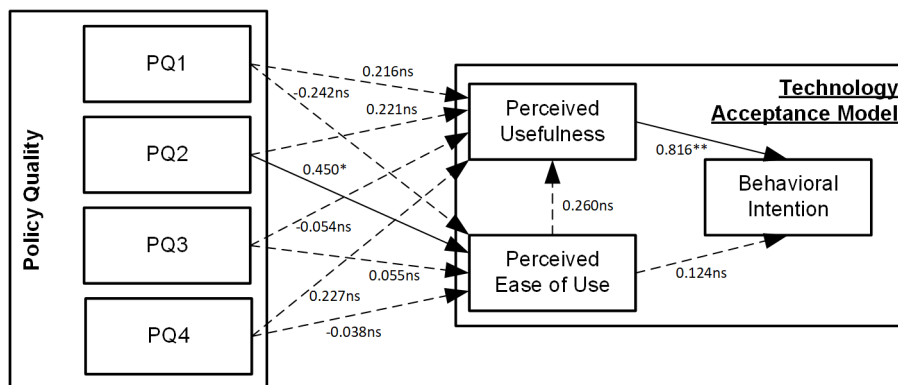 Policy Quality
PQ1
PQ2
PQ3
PQ4
0.216ns
-0.242ns
0.221ns
0.450*
-0.054ns
0.055ns
0.227ns
-0.038ns
Technology
Acceptance Model
Perceived
Usefulness
0.816**
Behavioral
Intention
0.260ns
Perceived
Ease of Use
0.124ns